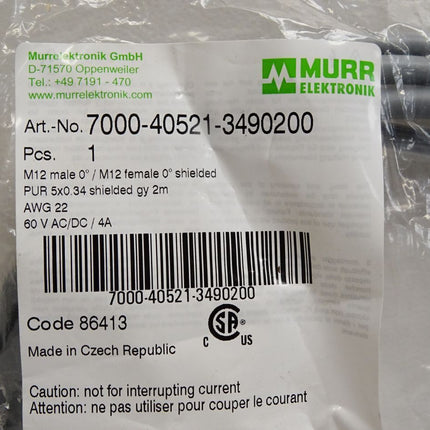 Murrelektronik GmbH
D-71570 Oppenweiler
Tel.: +49 7191 - 470
www.murrelektronik.com
MURR
ELEKTRONIK
Art.-No. 7000-40521-3490200
Pcs. 1
M12 male 0° / M12 female 0° shielded
PUR 5x0.34 shielded gy 2m
AWG 22
60 V AC/DC / 4A
7000-40521-3490200
Code 86413
CSA
C US
Made in Czech Republic
Caution: not for interrupting current
Attention: ne pas utiliser pour couper le courant